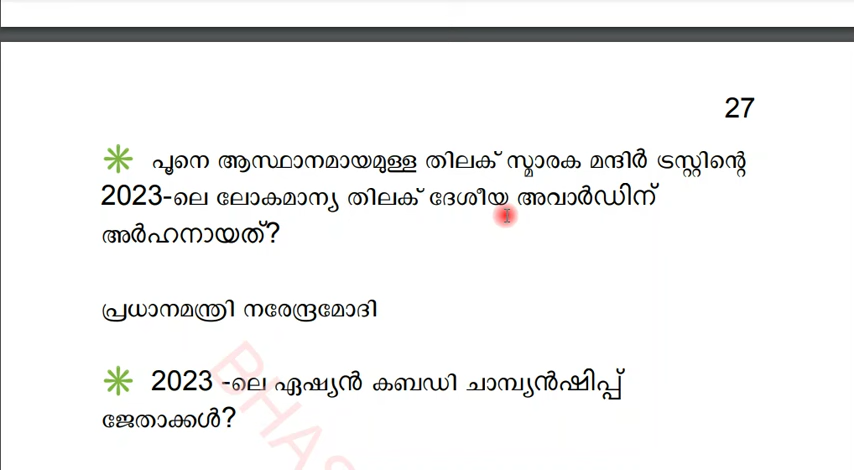 27
✳️ പൂനെ ആസ്ഥാനമായമുള്ള തിലക് സ്മാരക മന്ദിർ ട്രസ്റ്റിന്റെ
2023-ലെ ലോകമാന്യ തിലക് ദേശീയ അവാർഡിന്
അർഹനായത്?
പ്രധാനമന്ത്രി നരേന്ദ്രമോദി
✳️ 2023 -ലെ ഏഷ്യൻ കബഡി ചാമ്പ്യൻഷിപ്പ്
ജേതാക്കൾ?
BHAS